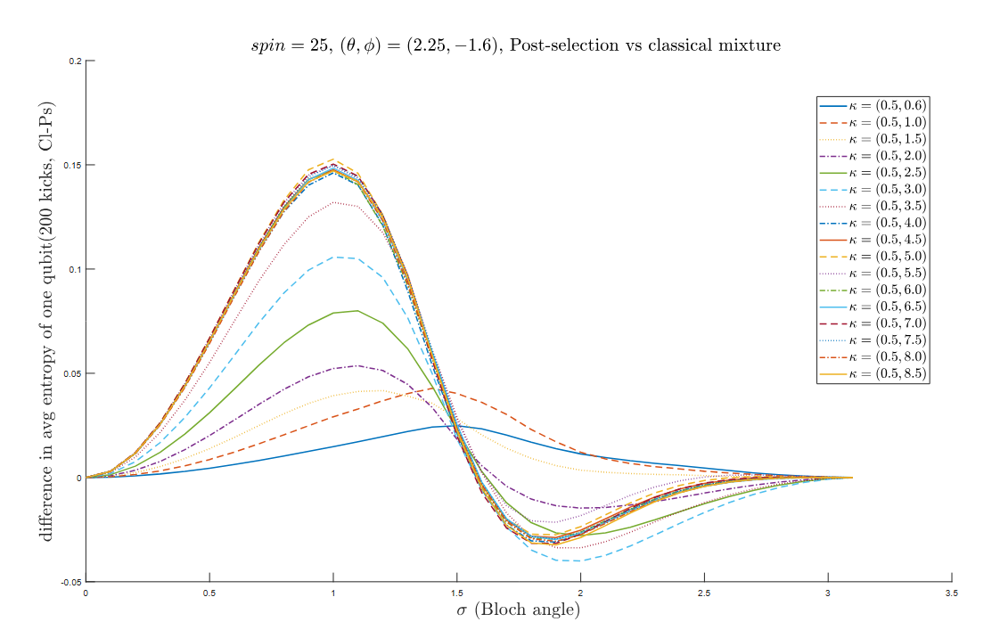 spin = 25, (θ, ϕ) = (2.25, −1.6), Post-selection vs classical mixture
difference in avg entropy of one qubit(200 kicks, Cl-Ps)
0.2
0.15
0.1
0.05
0
-0.05
0
0.5
1
1.5
2
2.5
3
3.5
σ (Bloch angle)
κ = (0.5, 0.6)
κ = (0.5, 1.0)
κ = (0.5, 1.5)
κ = (0.5, 2.0)
κ = (0.5, 2.5)
κ = (0.5, 3.0)
κ = (0.5, 3.5)
κ = (0.5, 4.0)
κ = (0.5, 4.5)
κ = (0.5, 5.0)
κ = (0.5, 5.5)
κ = (0.5, 6.0)
κ = (0.5, 6.5)
κ = (0.5, 7.0)
κ = (0.5, 7.5)
κ = (0.5, 8.0)
κ = (0.5, 8.5)